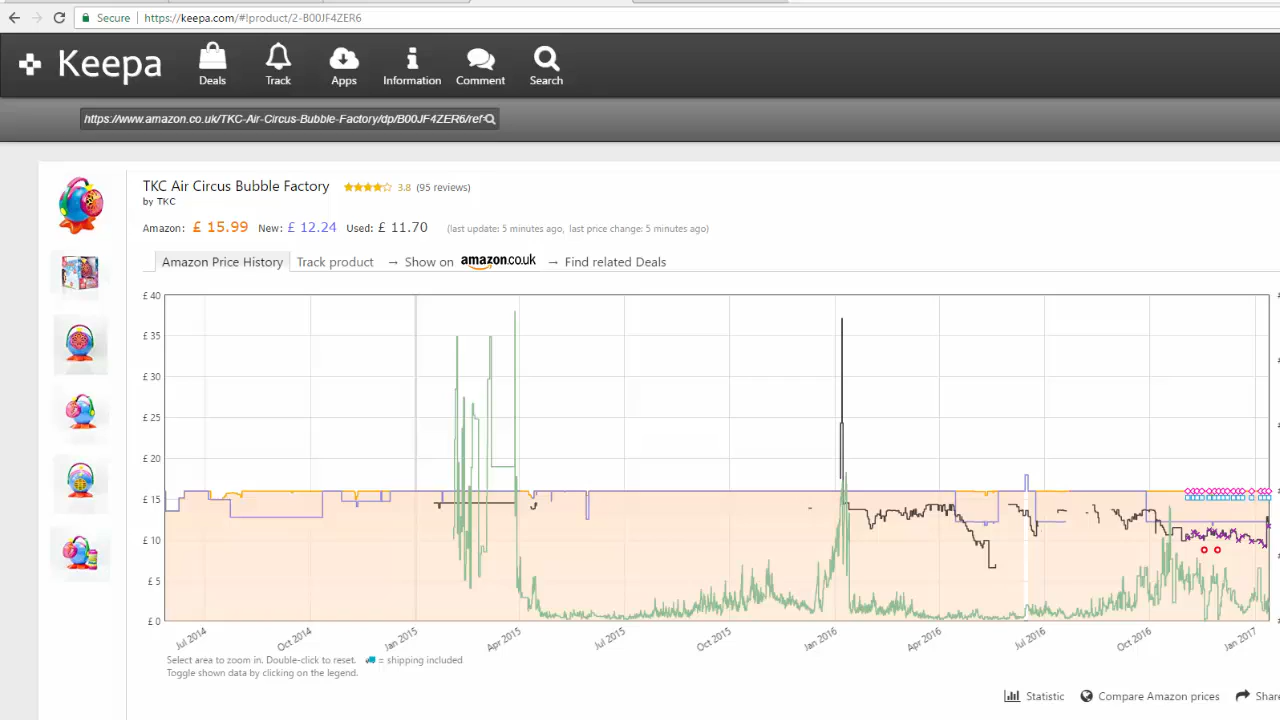 Secure https://keepa.com/#!product/2-B00JF4ZER6
Keepa
Deals
Track
Apps
Information
Comment
Search
https://www.amazon.co.uk/TKC-Air-Circus-Bubble-Factory/dp/B00JF4ZER6/ref
TKC Air Circus Bubble Factory 3.8 (95 reviews)
by TKC
Amazon: £ 15.99 New: £ 12.24 Used: £ 11.70 (last update: 5 minutes ago, last price change: 5 minutes ago)
Amazon Price History Track product → Show on amazon.co.uk → Find related Deals
£ 40
£ 35
£ 30
£ 25
£ 20
£ 15
£ 10
£ 5
£ 0
Jul 2014 Oct 2014 Jan 2015 Apr 2015 Jul 2015 Oct 2015 Jan 2016 Apr 2016 Jul 2016 Oct 2016 Jan 2017
Select area to zoom in. Double-click to reset. = shipping included
Toggle shown data by clicking on the legend.
Statistic Compare Amazon prices Share